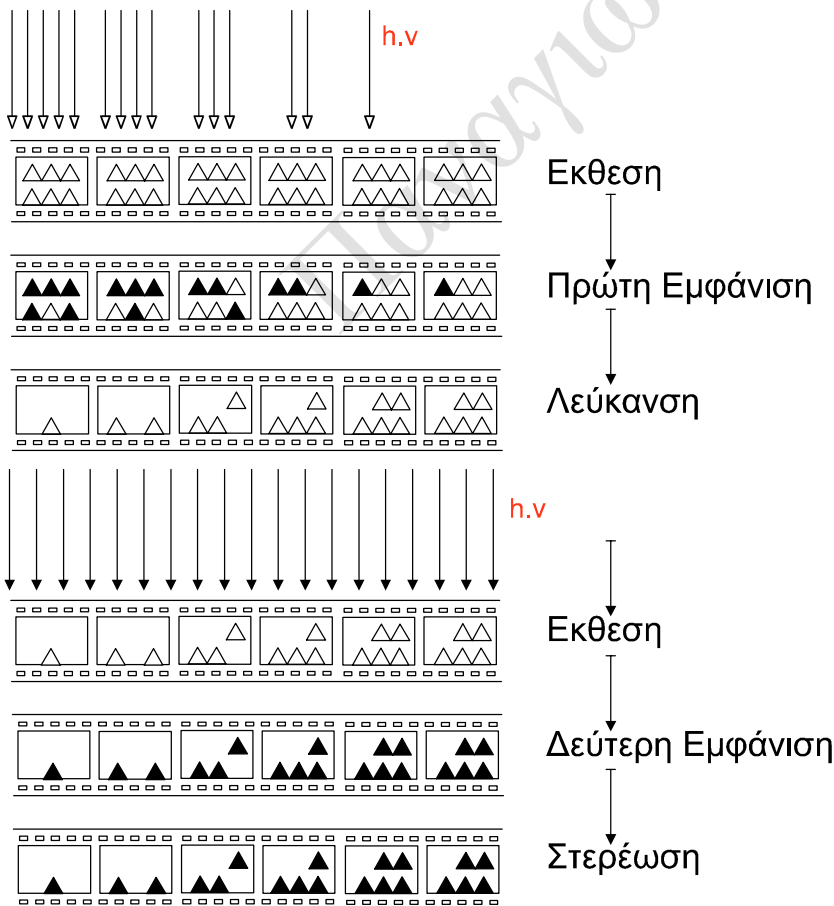 h.v
Εκθεση
Πρώτη Εμφάνιση
Λεύκανση
h.v
Εκθεση
Δεύτερη Εμφάνιση
Στερέωση